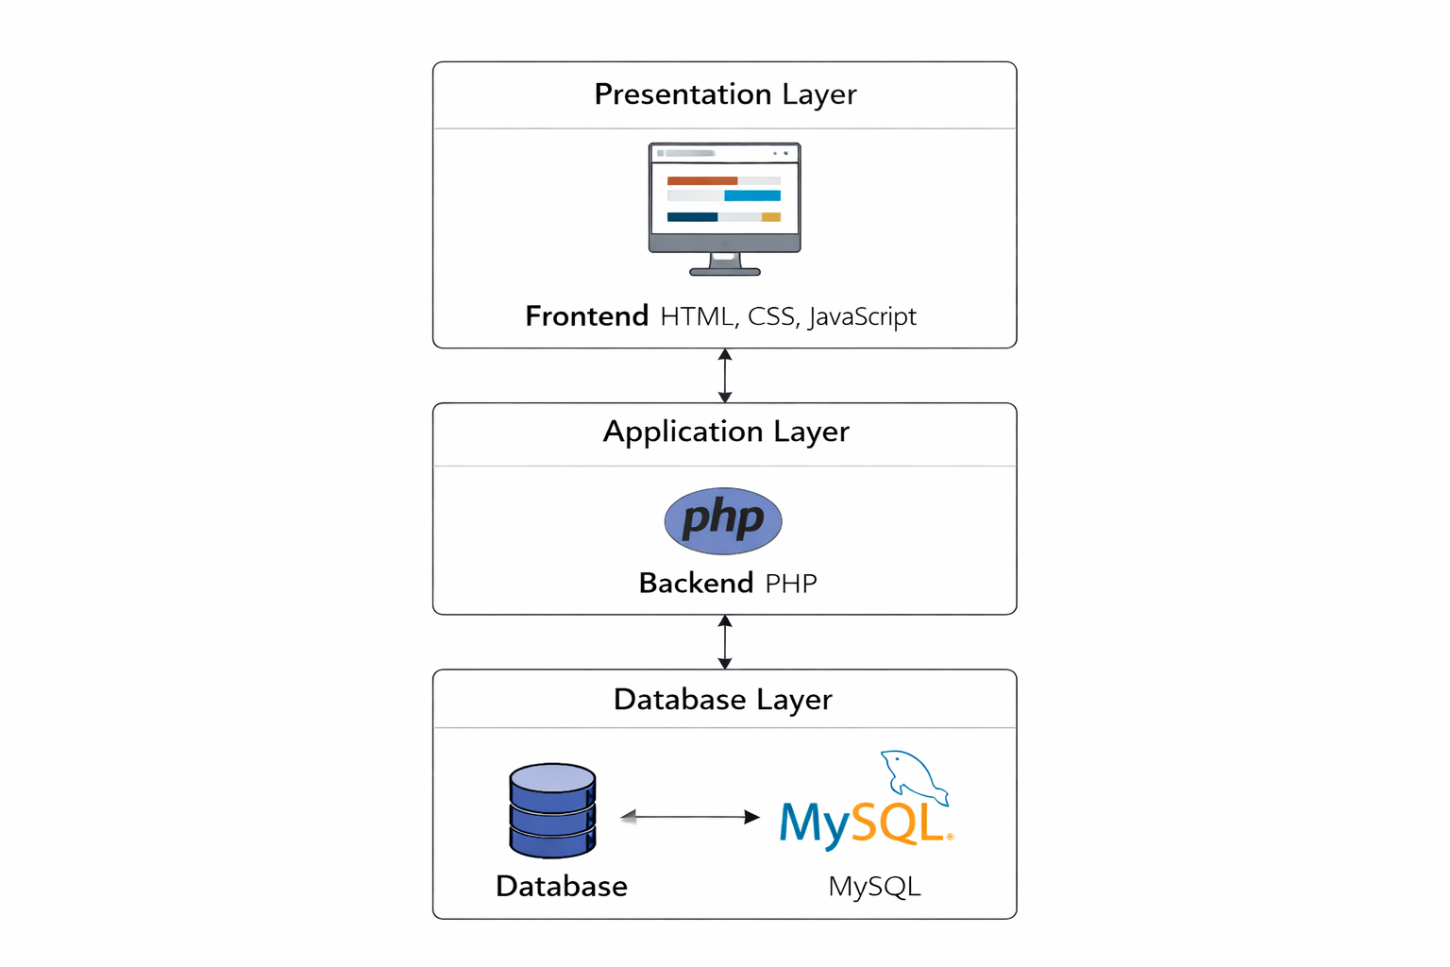 Presentation Layer
Frontend HTML, CSS, JavaScript
Application Layer
php
Backend PHP
Database Layer
MySQL®
Database
MySQL